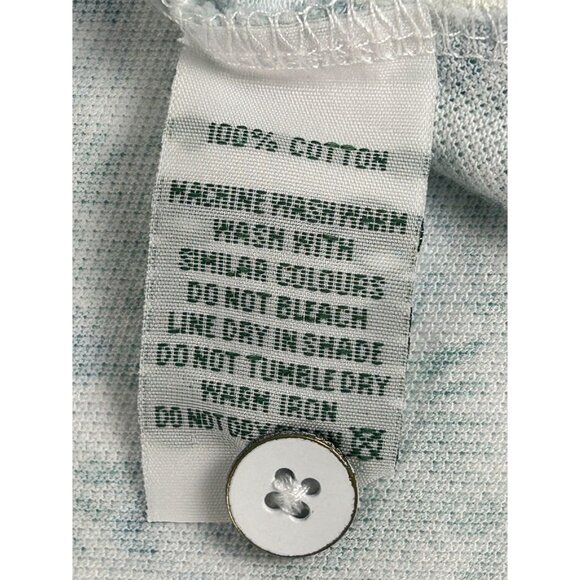 100% COTTON
MACHINE WASH WARM
WASH WITH
SIMILAR COLOURS
DO NOT BLEACH
LINE DRY IN SHADE
DO NOT TUMBLE DRY
WARM IRON
DO NOT DRY